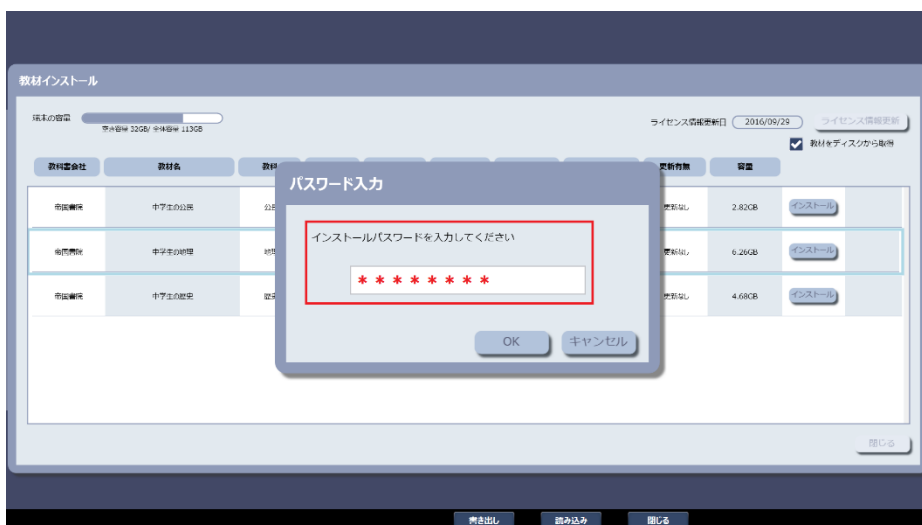 教材インストール
端末の容量
空き容量 32GB/ 全体容量 113GB
ライセンス情報更新日 2016/09/29 ライセンス情報更新
教材をディスクから取得
教科書会社 教材名 教科 更新有無 容量
帝国書院 中学生の公民 公民 更新なし 2.82GB インストール
帝国書院 中学生の地理 地理 更新なし 6.26GB インストール
帝国書院 中学生の歴史 歴史 更新なし 4.68GB インストール
パスワード入力
インストールパスワードを入力してください
＊＊＊＊＊＊＊＊
OK キャンセル
閉じる
書き出し 読み込み 閉じる